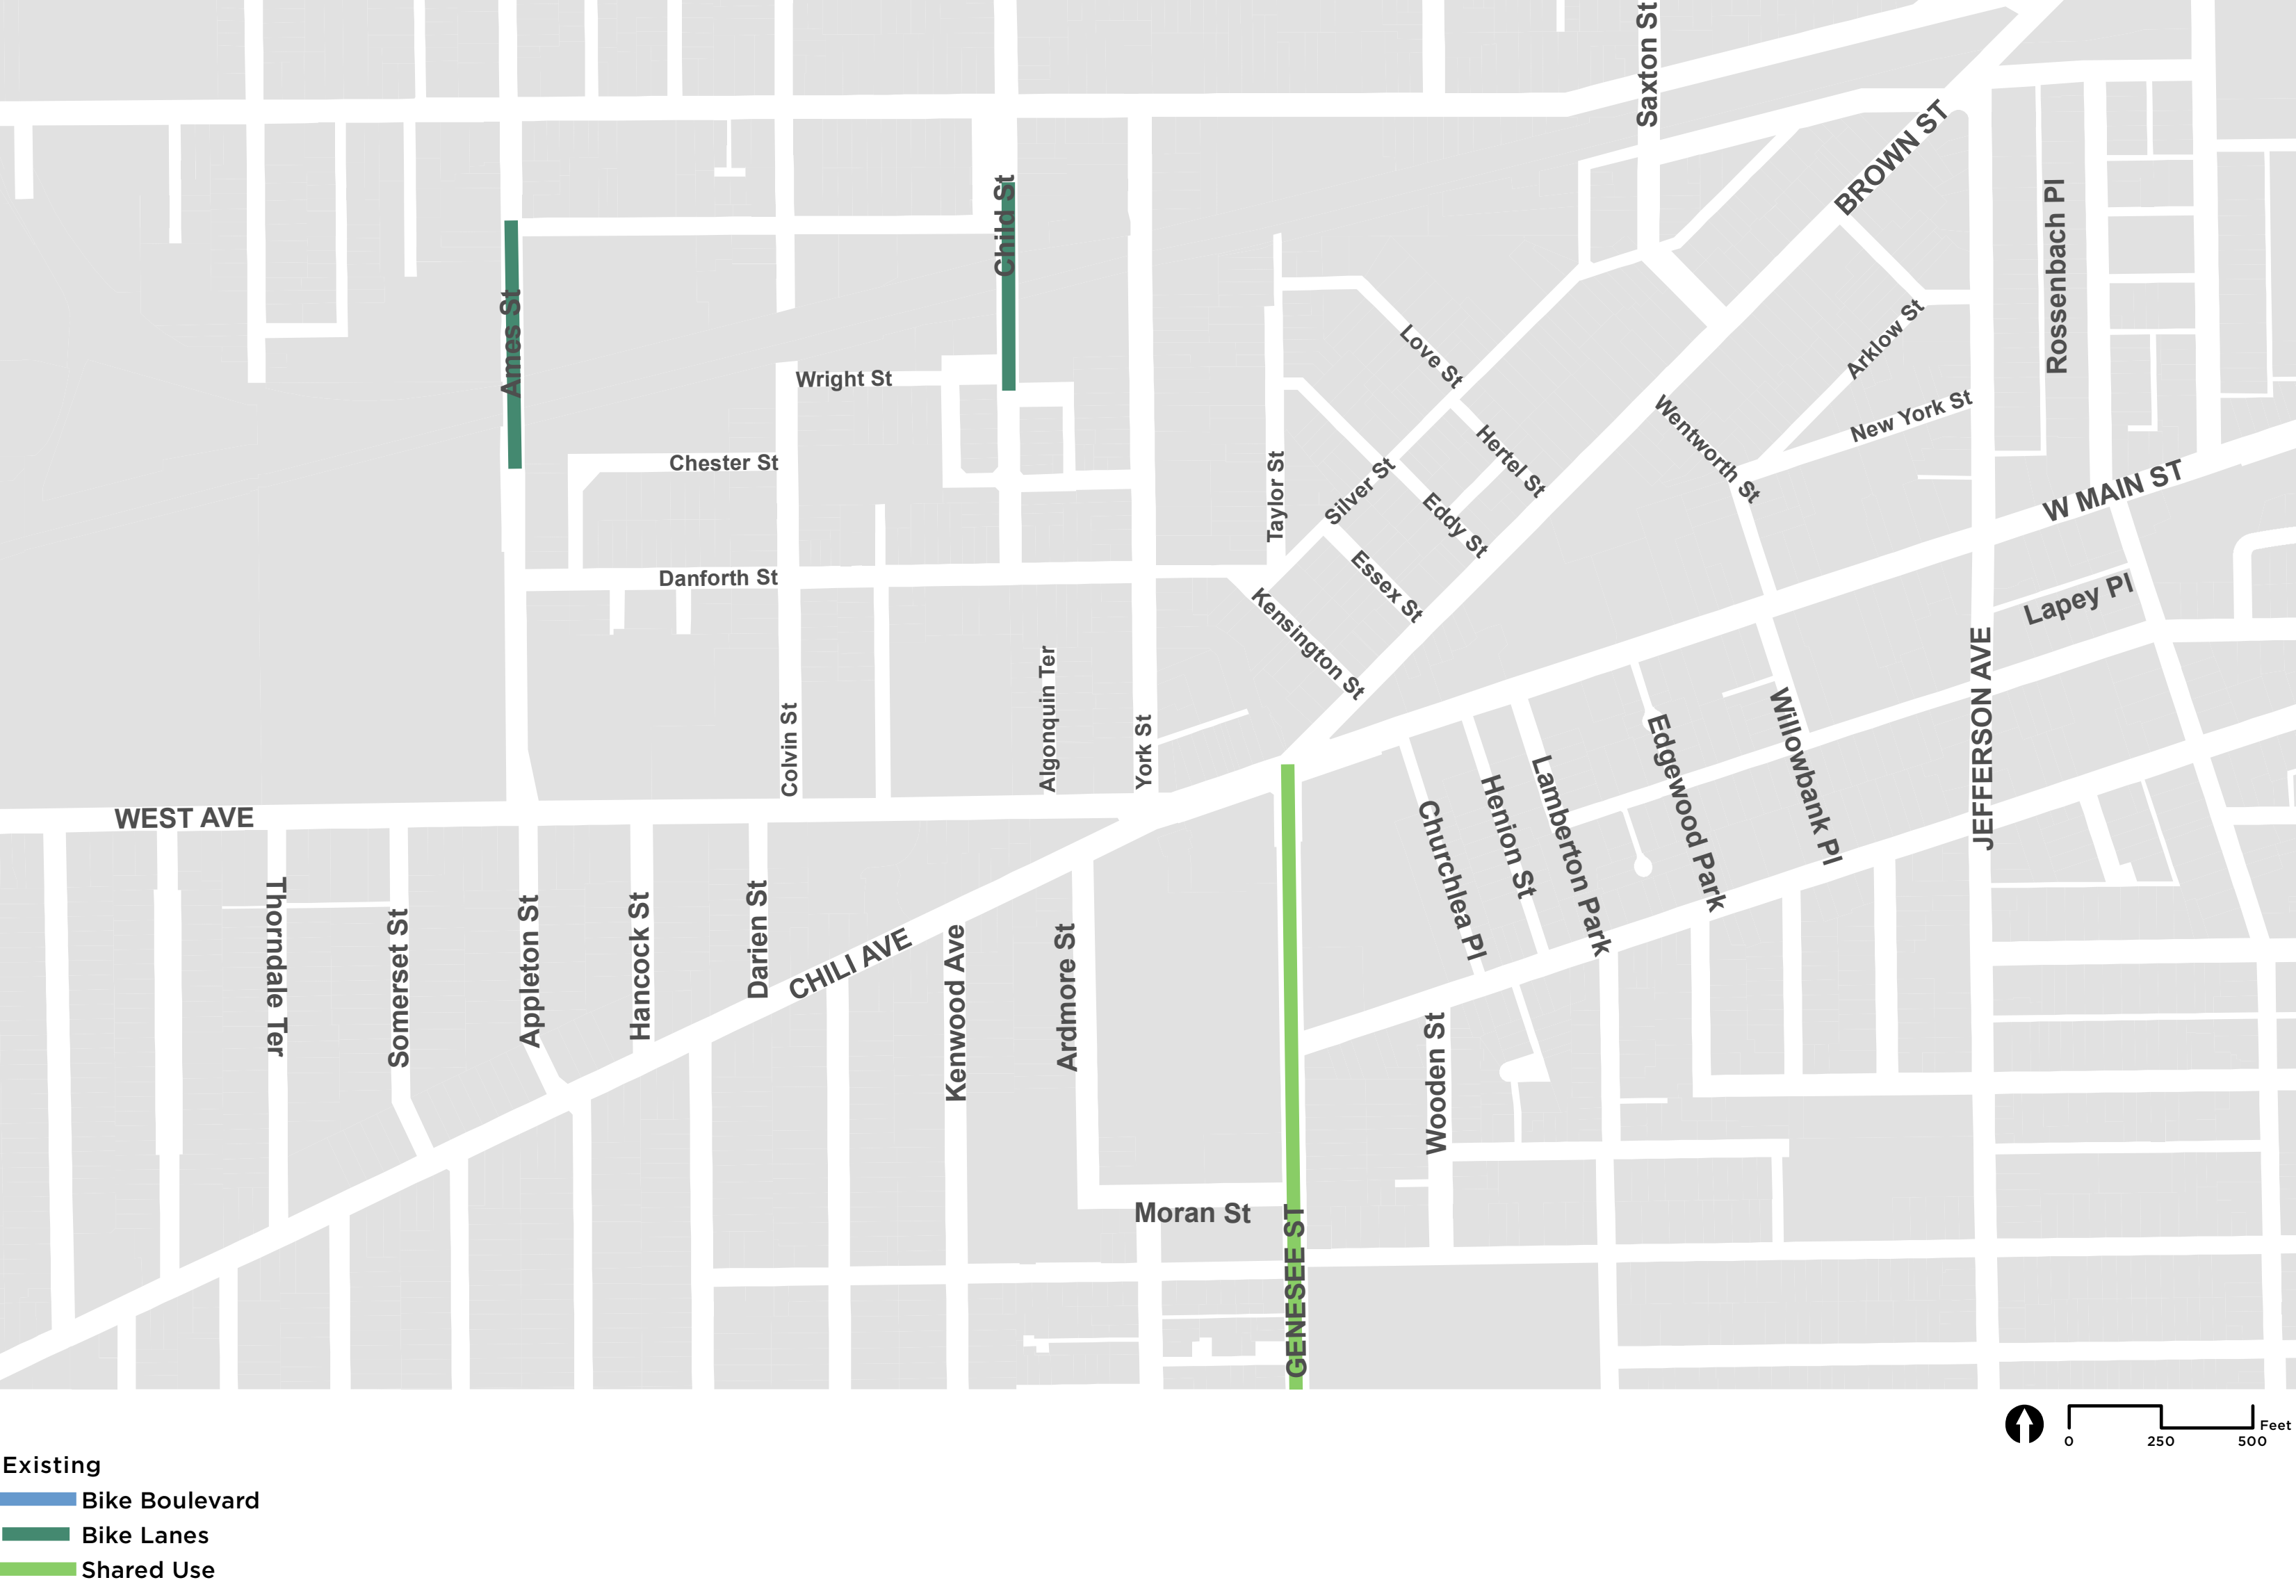 Saxton St
BROWN ST
Child St
Rossenbach Pl
Ames St
Love St
Arklow St
Wright St
New York St
Wentworth St
Hertel St
Chester St
Taylor St
Silver St
Eddy St
W MAIN ST
Danforth St
Essex St
Kensington St
Lapey Pl
Algonquin Ter
Colvin St
York St
JEFFERSON AVE
Edgewood Park
Willowbank Pl
WEST AVE
Lamberton Park
Henion St
Churchlea Pl
Thorndale Ter
Somerset St
Appleton St
Hancock St
Darien St
CHILI AVE
Kenwood Ave
Ardmore St
Wooden St
Moran St
GENESEE ST
0 250 500 Feet
Existing
Bike Boulevard
Bike Lanes
Shared Use